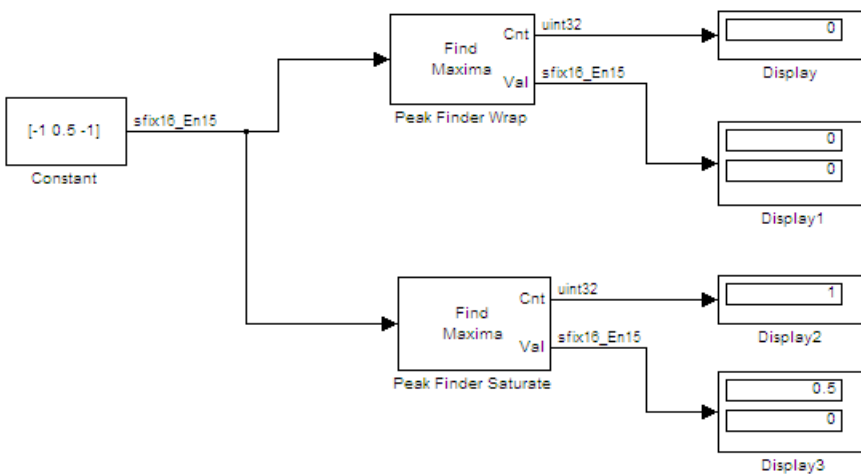 Find
Maxima
Cnt
Val
Peak Finder Wrap
uint32
sfix16_En15
0
Display
[-1 0.5 -1]
Constant
sfix16_En15
0
0
Display1
Find
Maxima
Cnt
Val
Peak Finder Saturate
uint32
sfix16_En15
1
Display2
0.5
0
Display3